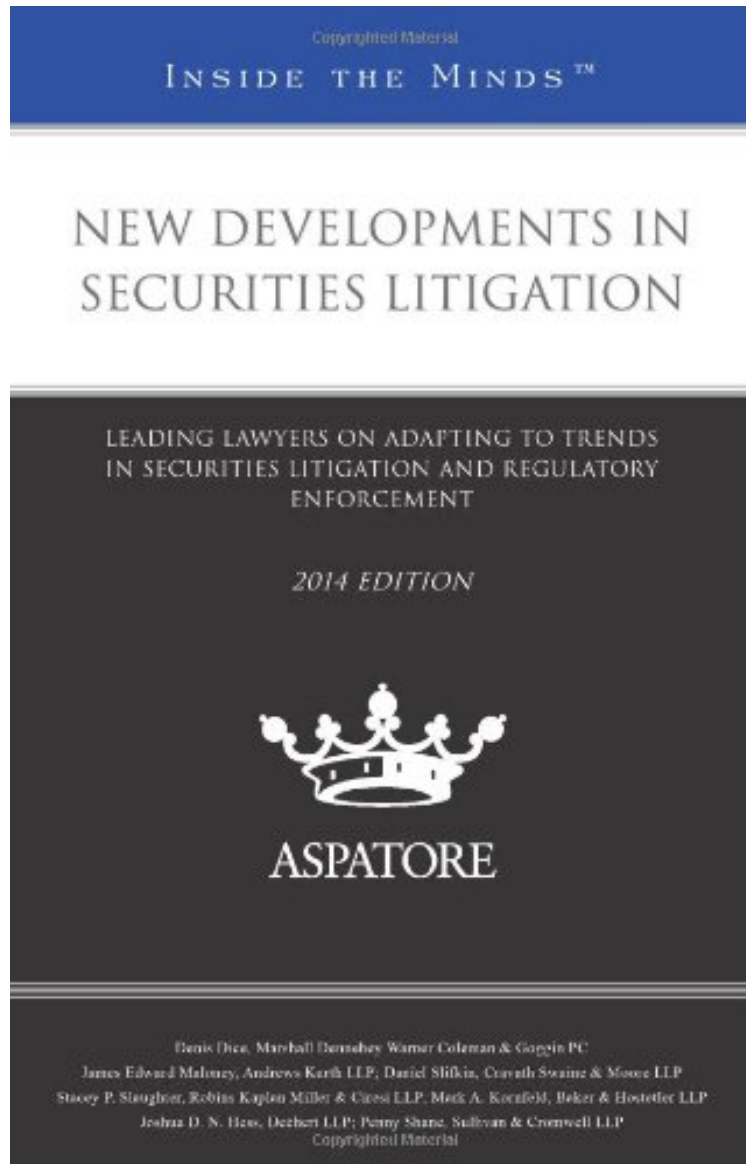 Copyrighted Material
INSIDE THE MINDS™
NEW DEVELOPMENTS IN
SECURITIES LITIGATION
LEADING LAWYERS ON ADAPTING TO TRENDS
IN SECURITIES LITIGATION AND REGULATORY
ENFORCEMENT
2014 EDITION
ASPATORE
Denis Dice, Marshall Dennehey Warner Coleman & Goggin PC
James Edward Maloney, Andrews Kurth LLP; Daniel Slifkin, Cravath Swaine & Moore LLP
Stacey P. Slaughter, Robins Kaplan Miller & Ciresi LLP, Mark A. Kornfeld, Baker & Hostetler LLP
Joshua D. N. Hess, Dechert LLP; Penny Shane, Sullivan & Cromwell LLP
Copyrighted Material